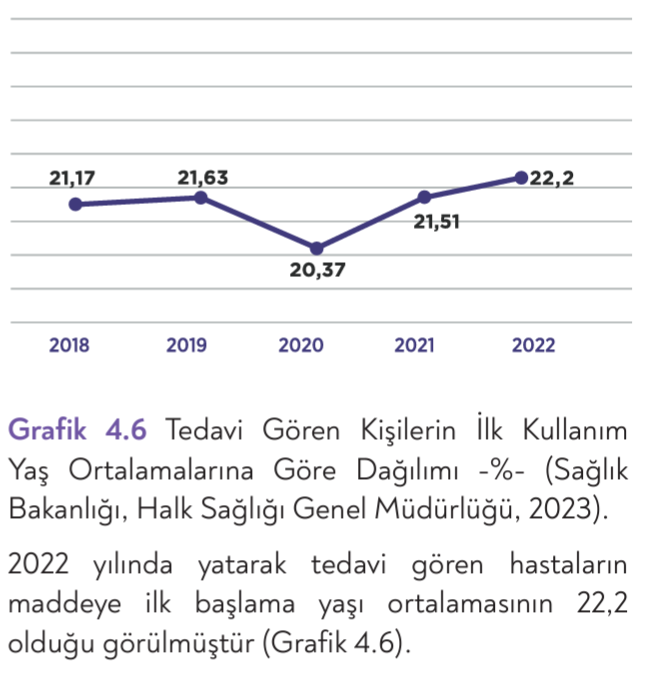 21,17
21,63
22,2
21,51
20,37
2018 2019 2020 2021 2022
Grafik 4.6 Tedavi Gören Kişilerin İlk Kullanım
Yaş Ortalamalarına Göre Dağılımı -%- (Sağlık
Bakanlığı, Halk Sağlığı Genel Müdürlüğü, 2023).
2022 yılında yatarak tedavi gören hastaların
maddeye ilk başlama yaşı ortalamasının 22,2
olduğu görülmüştür (Grafik 4.6).